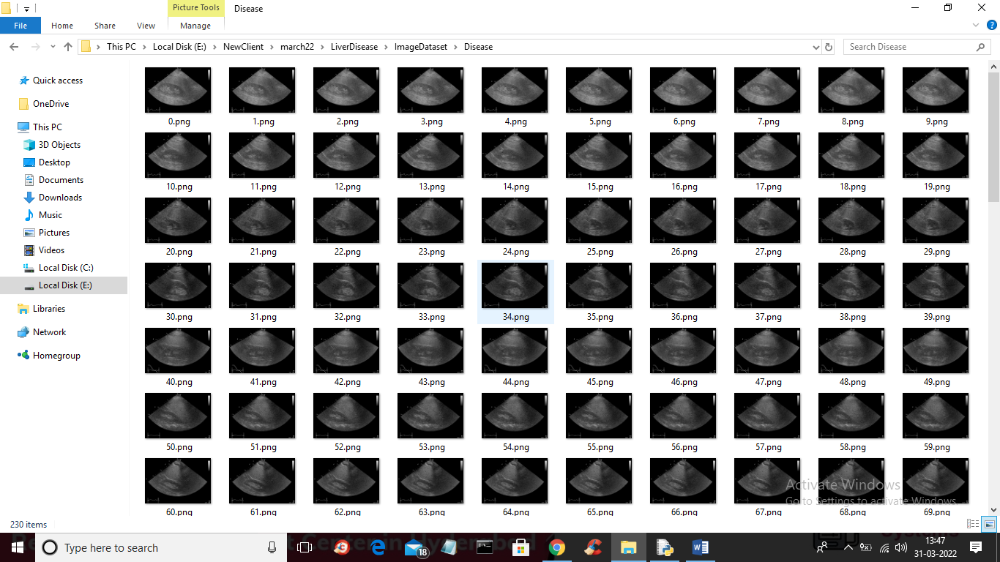 Picture Tools Disease
File Home Share View Manage
This PC Local Disk (E:) NewClient march22 LiverDisease ImageDataset Disease Search Disease
Quick access
OneDrive
This PC
3D Objects
Desktop
Documents
Downloads
Music
Pictures
Videos
Local Disk (C:)
Local Disk (E:)
Libraries
Network
Homegroup
0.png 1.png 2.png 3.png 4.png 5.png 6.png 7.png 8.png 9.png
10.png 11.png 12.png 13.png 14.png 15.png 16.png 17.png 18.png 19.png
20.png 21.png 22.png 23.png 24.png 25.png 26.png 27.png 28.png 29.png
30.png 31.png 32.png 33.png 34.png 35.png 36.png 37.png 38.png 39.png
40.png 41.png 42.png 43.png 44.png 45.png 46.png 47.png 48.png 49.png
50.png 51.png 52.png 53.png 54.png 55.png 56.png 57.png 58.png 59.png
60.png 61.png 62.png 63.png 64.png 65.png 66.png 67.png 68.png 69.png
Activate Windows
Go to Settings to activate Windows.
230 items
Type here to search
18
13:47
31-03-2022